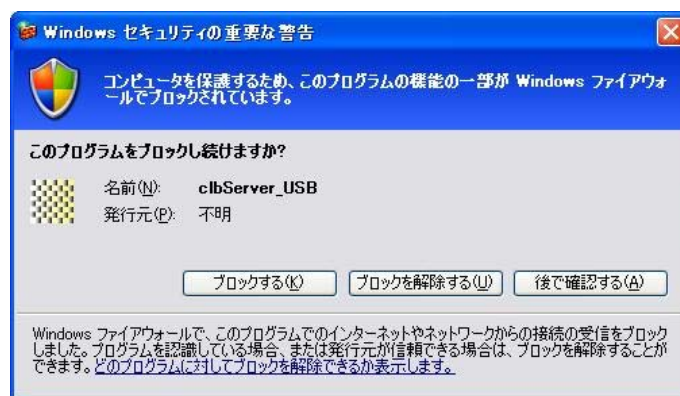 Windows セキュリティの重要な警告
コンピュータを保護するため、このプログラムの機能の一部が Windows ファイアウォ
ールでブロックされています。
このプログラムをブロックし続けますか?
名前(N): clbServer_USB
発行元(P): 不明
ブロックする(K) ブロックを解除する(U) 後で確認する(A)
Windows ファイアウォールで、このプログラムでのインターネットやネットワークからの接続の受信をブロック
しました。プログラムを認識している場合、または発行元が信頼できる場合は、ブロックを解除することが
できます。どのプログラムに対してブロックを解除できるか表示します。